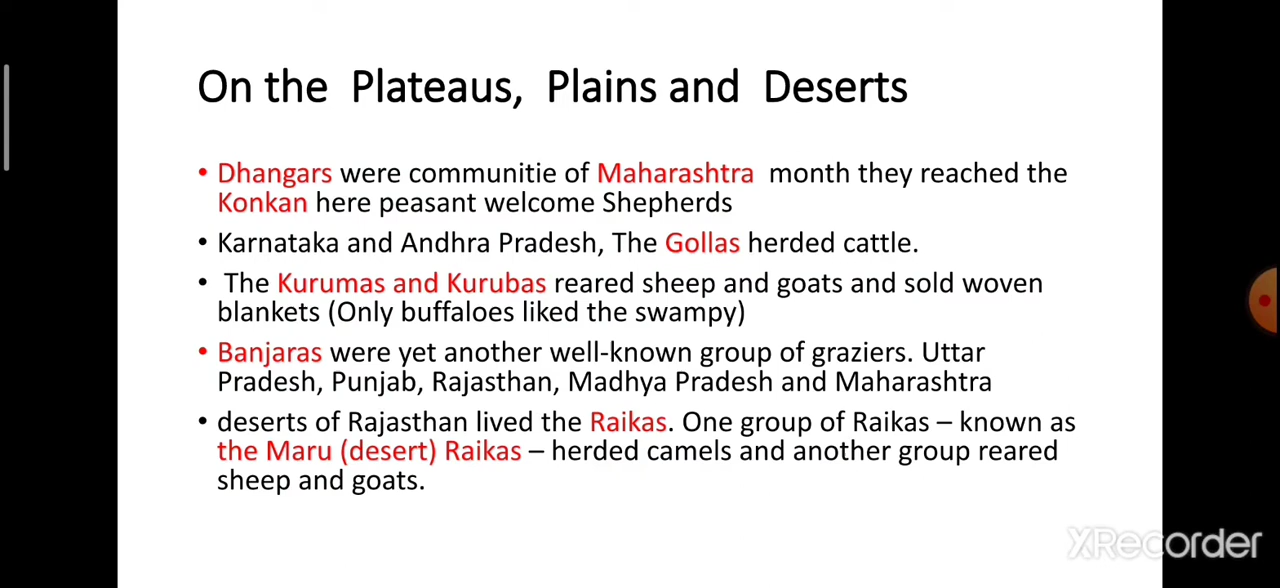 On the Plateaus, Plains and Deserts
• Dhangars were communitie of Maharashtra month they reached the
Konkan here peasant welcome Shepherds
• Karnataka and Andhra Pradesh, The Gollas herded cattle.
• The Kurumas and Kurubas reared sheep and goats and sold woven
blankets (Only buffaloes liked the swampy)
• Banjaras were yet another well-known group of graziers. Uttar
Pradesh, Punjab, Rajasthan, Madhya Pradesh and Maharashtra
• deserts of Rajasthan lived the Raikas. One group of Raikas – known as
the Maru (desert) Raikas – herded camels and another group reared
sheep and goats.
XRecorder